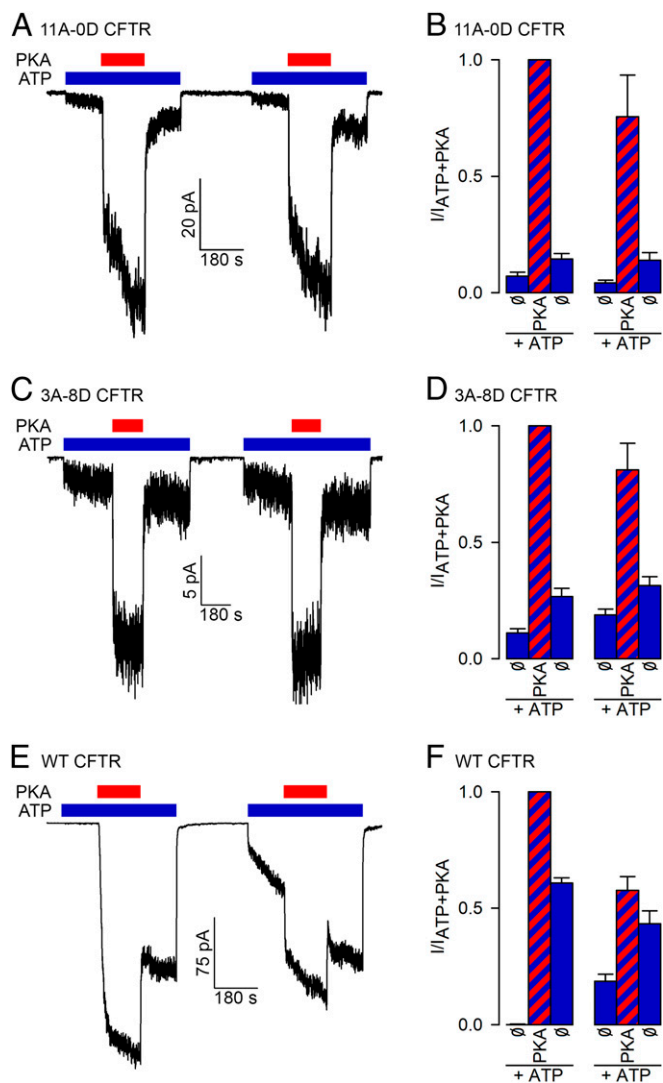 A 11A-0D CFTR
PKA
ATP
20 pA
180 s
B 11A-0D CFTR
I/I ATP+PKA
1.0
0.5
0.0
Ø PKA Ø Ø PKA Ø
+ ATP + ATP
C 3A-8D CFTR
PKA
ATP
5 pA
180 s
D 3A-8D CFTR
I/I ATP+PKA
1.0
0.5
0.0
Ø PKA Ø Ø PKA Ø
+ ATP + ATP
E WT CFTR
PKA
ATP
75 pA
180 s
F WT CFTR
I/I ATP+PKA
1.0
0.5
0.0
Ø PKA Ø Ø PKA Ø
+ ATP + ATP